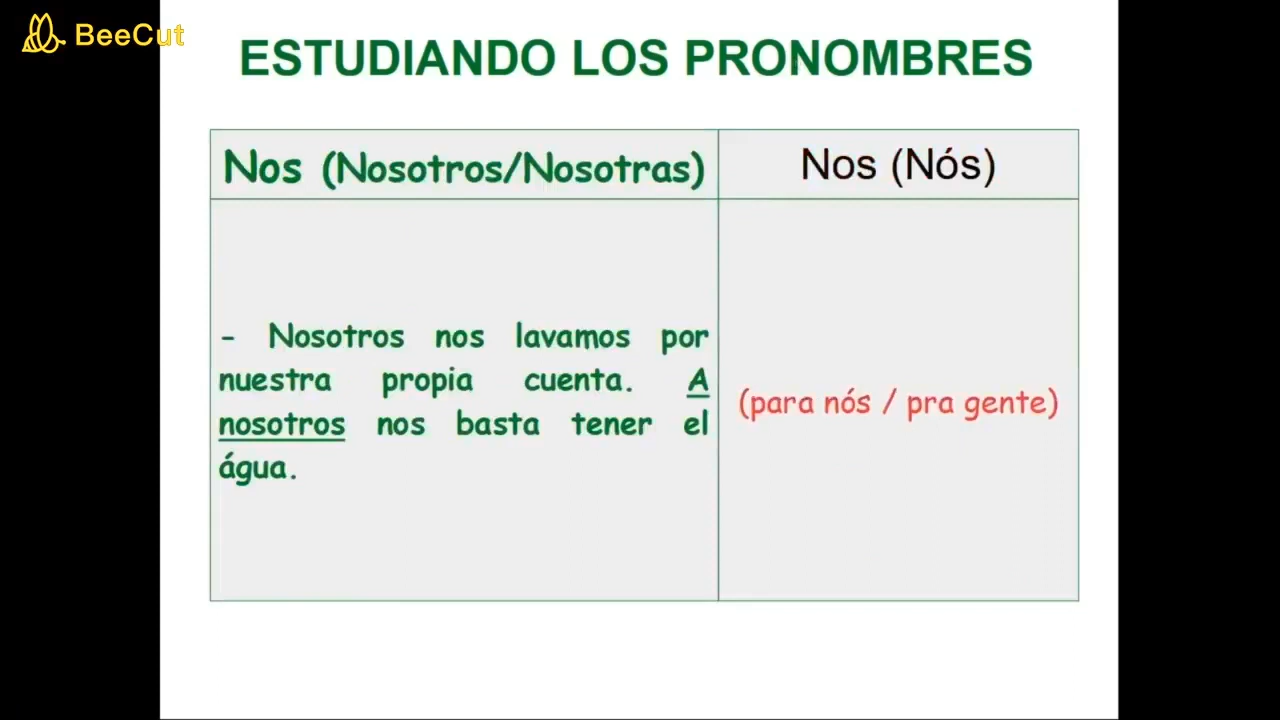 BeeCut
ESTUDIANDO LOS PRONOMBRES
Nos (Nosotros/Nosotras)
Nos (Nós)
- Nosotros nos lavamos por
nuestra propia cuenta. A
nosotros nos basta tener el
água.
(para nós / pra gente)